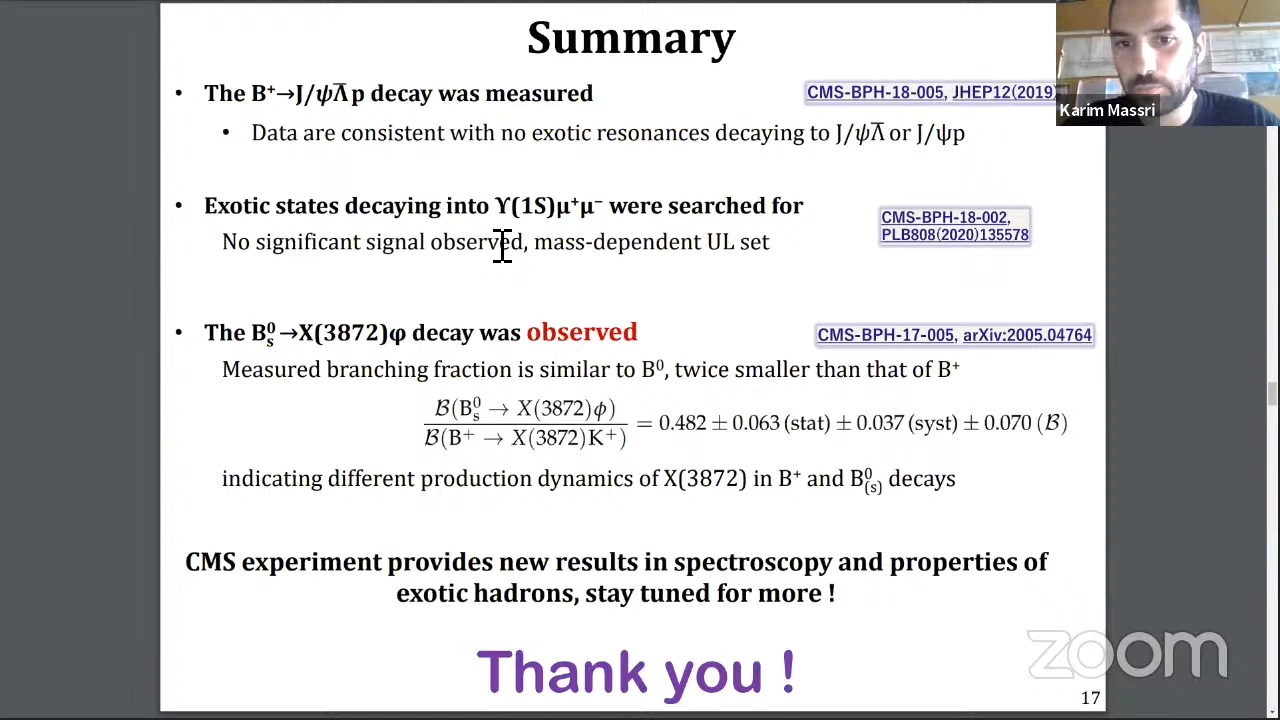 Summary
• The B⁺→J/ψΛ̅p decay was measured
CMS-BPH-18-005, JHEP12(2019)
Karim Massri
• Data are consistent with no exotic resonances decaying to J/ψΛ̅ or J/ψp
• Exotic states decaying into ϒ(1S)μ⁺μ⁻ were searched for
CMS-BPH-18-002,
PLB808(2020)135578
No significant signal observed, mass-dependent UL set
• The B⁰ₛ→X(3872)φ decay was observed
CMS-BPH-17-005, arXiv:2005.04764
Measured branching fraction is similar to B⁰, twice smaller than that of B⁺
ℬ(B⁰ₛ → X(3872)ϕ)
ℬ(B⁺ → X(3872)K⁺)
= 0.482 ± 0.063 (stat) ± 0.037 (syst) ± 0.070 (ℬ)
indicating different production dynamics of X(3872) in B⁺ and B⁰₍ₛ₎ decays
CMS experiment provides new results in spectroscopy and properties of
exotic hadrons, stay tuned for more !
Thank you !
zoom
17